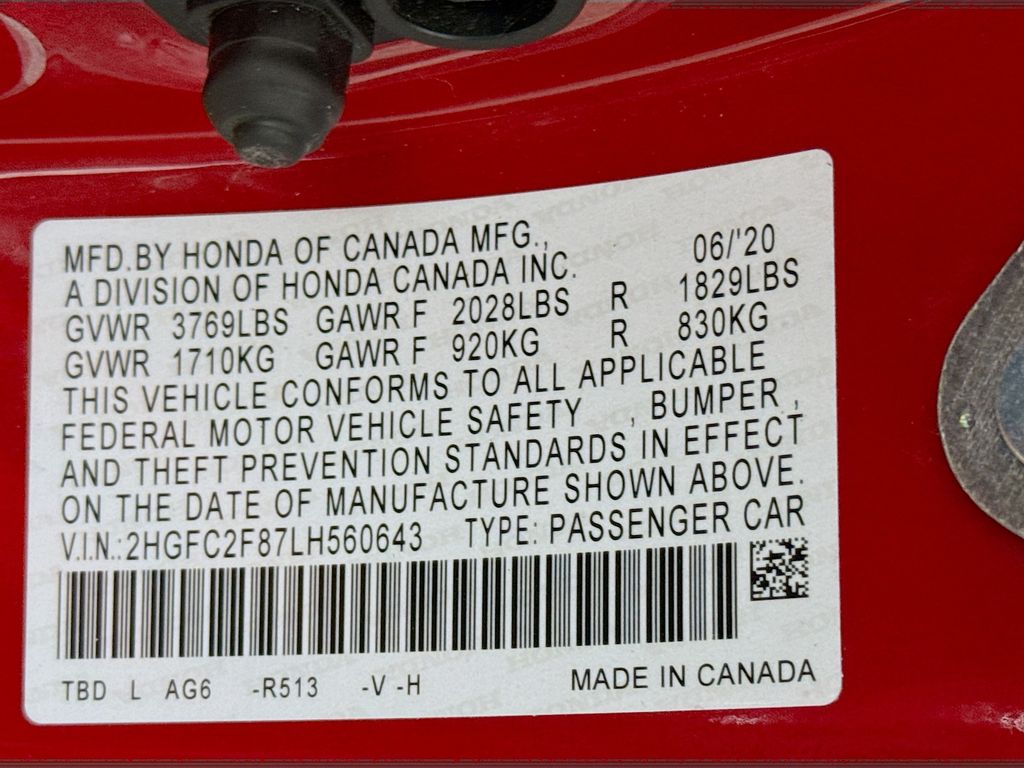 MFD.BY HONDA OF CANADA MFG., 06/'20
A DIVISION OF HONDA CANADA INC.
GVWR 3769LBS GAWR F 2028LBS R 1829LBS
GVWR 1710KG GAWR F 920KG R 830KG
THIS VEHICLE CONFORMS TO ALL APPLICABLE
FEDERAL MOTOR VEHICLE SAFETY , BUMPER ,
AND THEFT PREVENTION STANDARDS IN EFFECT
ON THE DATE OF MANUFACTURE SHOWN ABOVE.
V.I.N.:2HGFC2F87LH560643 TYPE: PASSENGER CAR
TBD L AG6 -R513 -V -H MADE IN CANADA